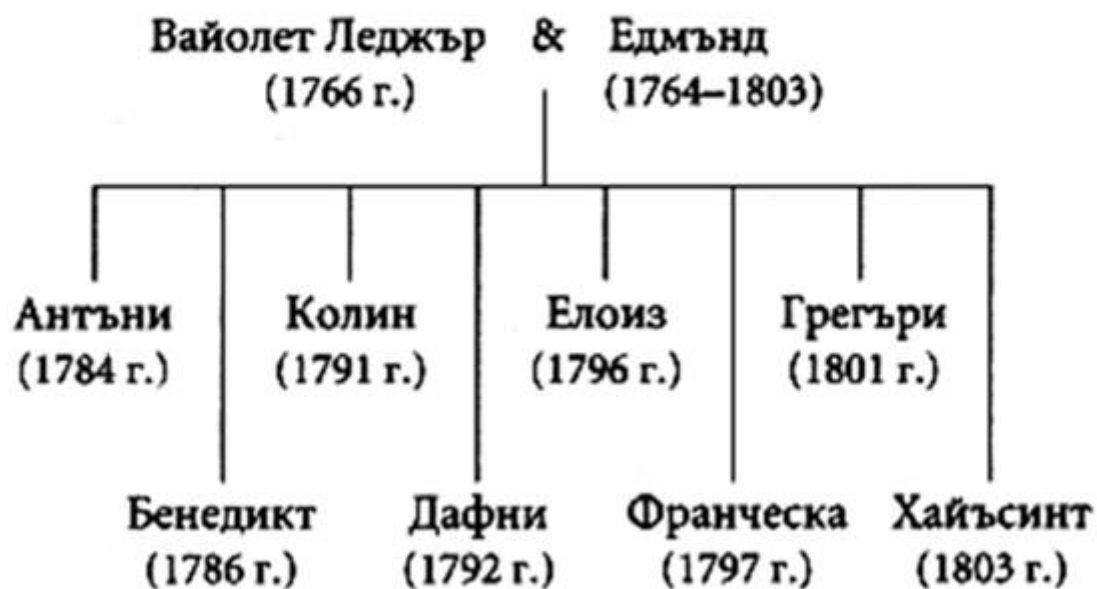 Вайолет Леджър & Едмънд
(1766 г.) (1764–1803)
Антъни Колин Елоиз Грегъри
(1784 г.) (1791 г.) (1796 г.) (1801 г.)
Бенедикт Дафни Франческа Хайъсинт
(1786 г.) (1792 г.) (1797 г.) (1803 г.)